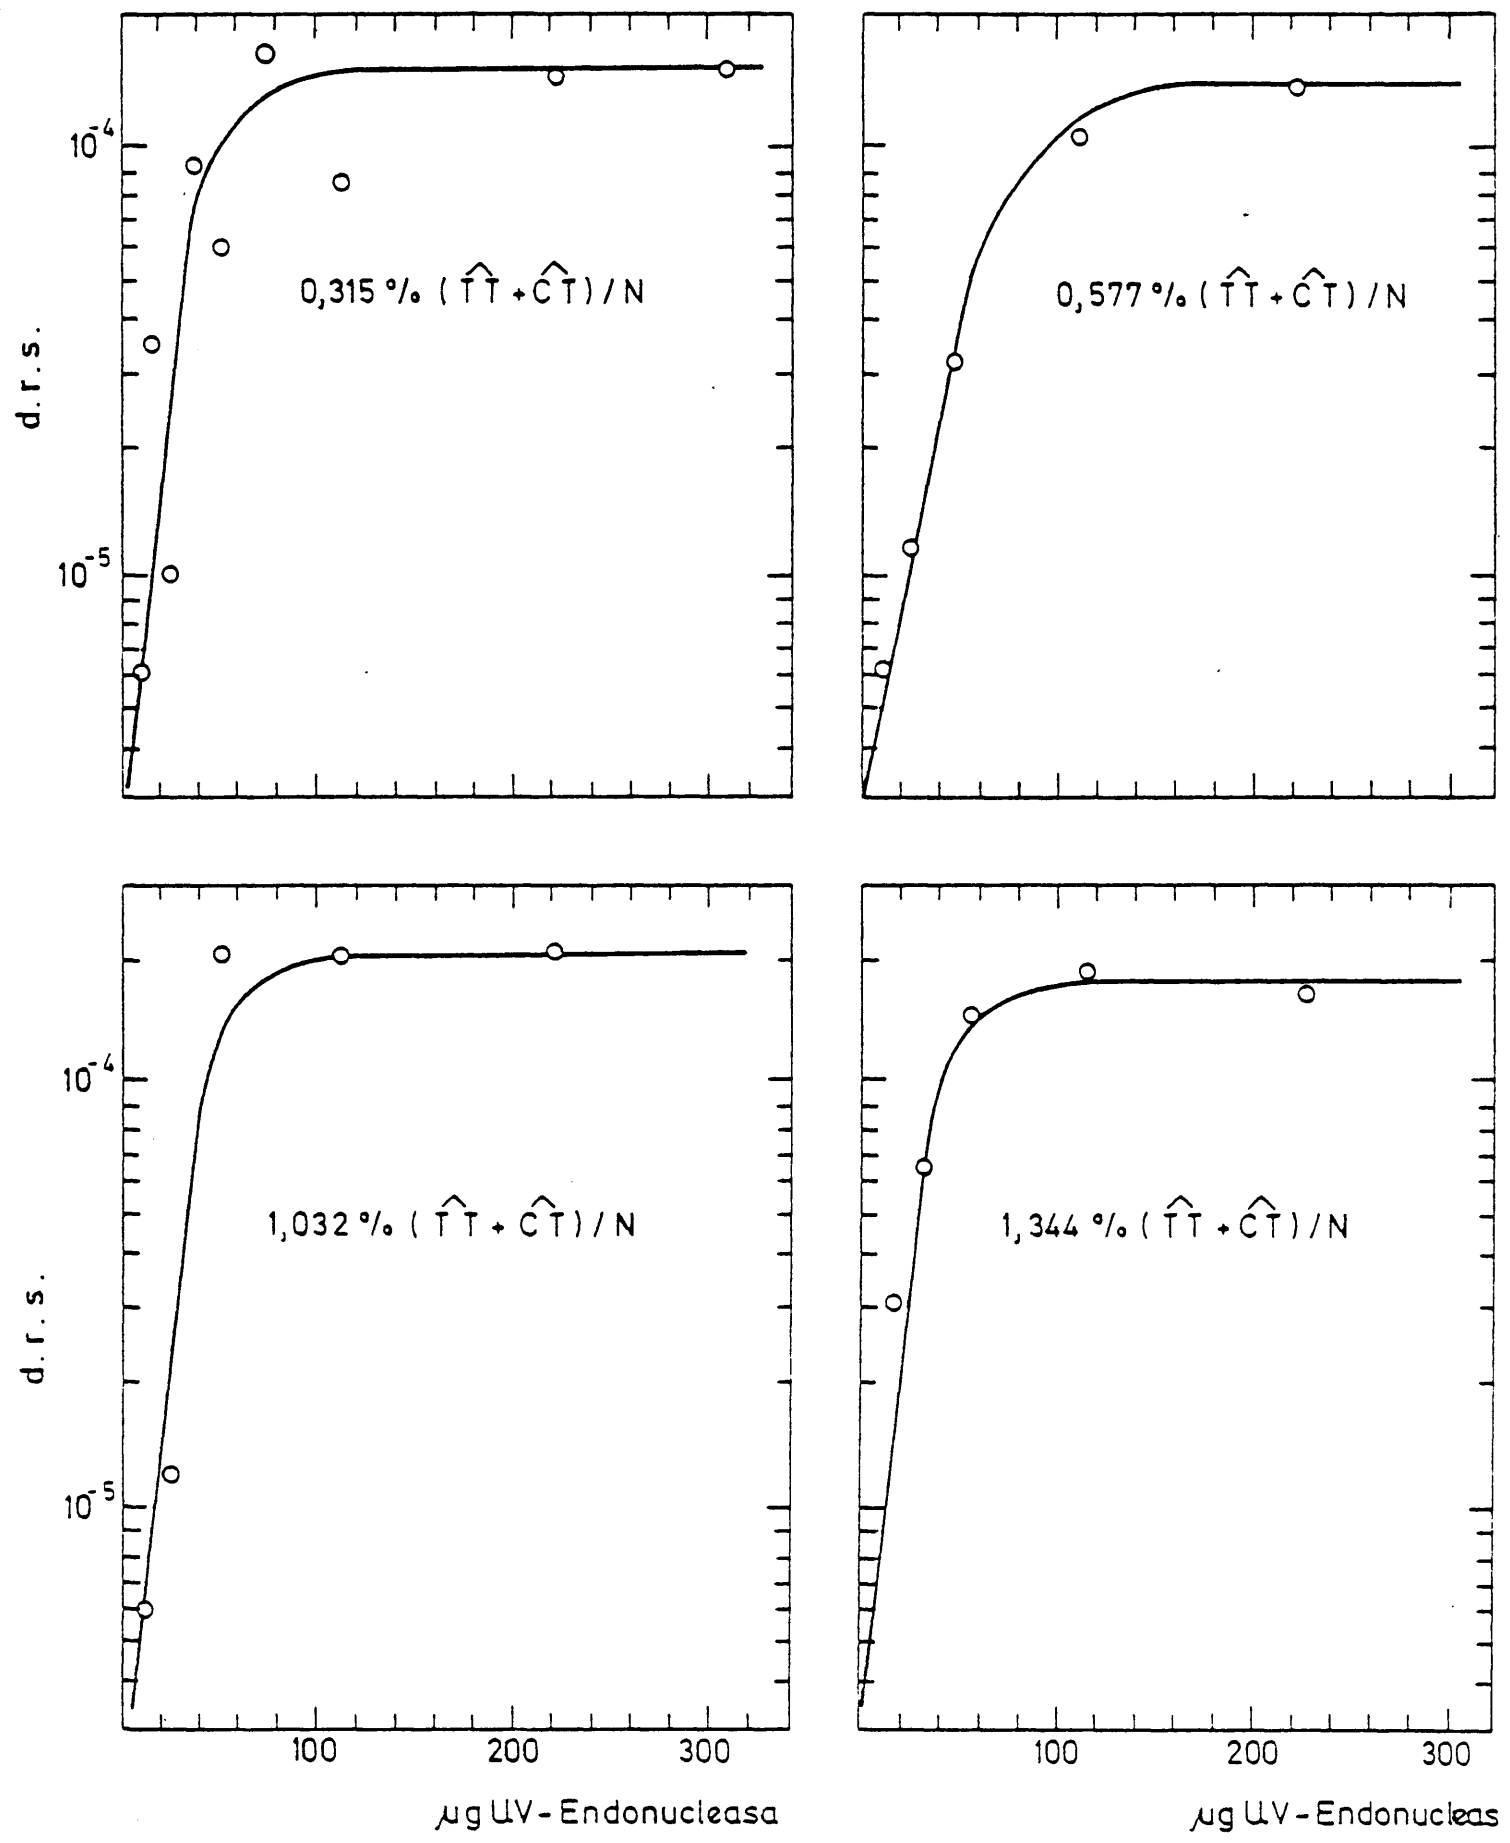 10⁻⁴
10⁻⁵
d.r.s.
0,315 % (T̂T + ĈT) / N
0,577 % (T̂T + ĈT) / N
10⁻⁴
10⁻⁵
d.r.s.
1,032 % (T̂T + ĈT) / N
1,344 % (T̂T + ĈT) / N
100 200 300
100 200 300
µg UV-Endonucleasa
µg UV-Endonucleas